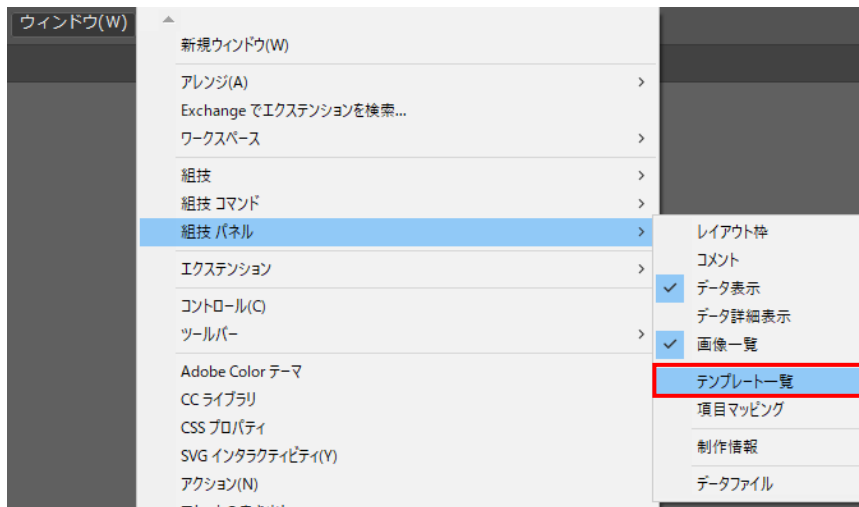 ウィンドウ(W)
新規ウィンドウ(W)
アレンジ(A)
Exchange でエクステンションを検索...
ワークスペース
組技
組技 コマンド
組技 パネル
エクステンション
コントロール(C)
ツールバー
Adobe Color テーマ
CC ライブラリ
CSS プロパティ
SVG インタラクティビティ(Y)
アクション(N)
レイアウト枠
コメント
データ表示
データ詳細表示
画像一覧
テンプレート一覧
項目マッピング
制作情報
データファイル